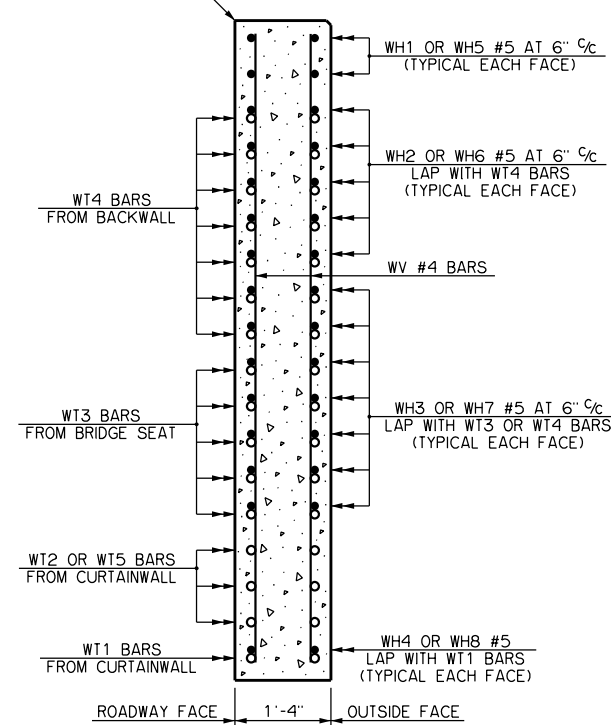 WH1 OR WH5 #5 AT 6" C/C
(TYPICAL EACH FACE)
WH2 OR WH6 #5 AT 6" C/C
LAP WITH WT4 BARS
(TYPICAL EACH FACE)
WT4 BARS
FROM BACKWALL
WV #4 BARS
WH3 OR WH7 #5 AT 6" C/C
LAP WITH WT3 OR WT4 BARS
(TYPICAL EACH FACE)
WT3 BARS
FROM BRIDGE SEAT
WT2 OR WT5 BARS
FROM CURTAINWALL
WT1 BARS
FROM CURTAINWALL
WH4 OR WH8 #5
LAP WITH WT1 BARS
(TYPICAL EACH FACE)
ROADWAY FACE 1'-4" OUTSIDE FACE